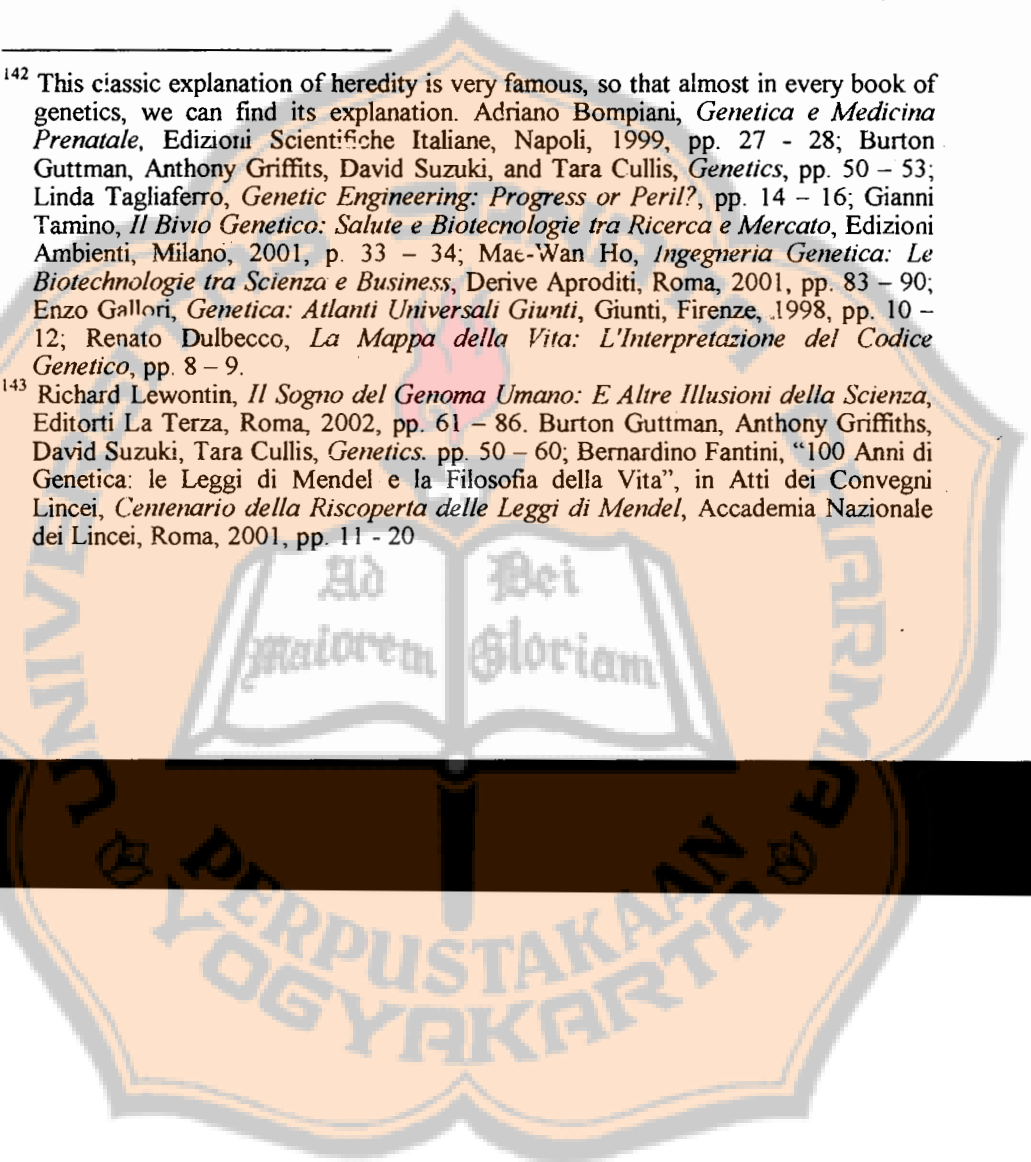 142 This classic explanation of heredity is very famous, so that almost in every book of
genetics, we can find its explanation. Adriano Bompiani, Genetica e Medicina
Prenatale, Edizioni Scientifiche Italiane, Napoli, 1999, pp. 27 - 28; Burton
Guttman, Anthony Griffits, David Suzuki, and Tara Cullis, Genetics, pp. 50 – 53;
Linda Tagliaferro, Genetic Engineering: Progress or Peril?, pp. 14 – 16; Gianni
Tamino, Il Bivio Genetico: Salute e Biotecnologie tra Ricerca e Mercato, Edizioni
Ambienti, Milano, 2001, p. 33 – 34; Mae-Wan Ho, Ingegneria Genetica: Le
Biotechnologie tra Scienza e Business, Derive Aproditi, Roma, 2001, pp. 83 – 90;
Enzo Gallori, Genetica: Atlanti Universali Giunti, Giunti, Firenze, 1998, pp. 10 –
12; Renato Dulbecco, La Mappa della Vita: L'Interpretazione del Codice
Genetico, pp. 8 – 9.
143 Richard Lewontin, Il Sogno del Genoma Umano: E Altre Illusioni della Scienza,
Editorti La Terza, Roma, 2002, pp. 61 – 86. Burton Guttman, Anthony Griffiths,
David Suzuki, Tara Cullis, Genetics. pp. 50 – 60; Bernardino Fantini, “100 Anni di
Genetica: le Leggi di Mendel e la Filosofia della Vita”, in Atti dei Convegni
Lincei, Centenario della Riscoperta delle Leggi di Mendel, Accademia Nazionale
dei Lincei, Roma, 2001, pp. 11 - 20
UNIVERSITAS SANATA DHARMA
Ad Dei
maiorem Gloriam
PERPUSTAKAAN
YOGYAKARTA